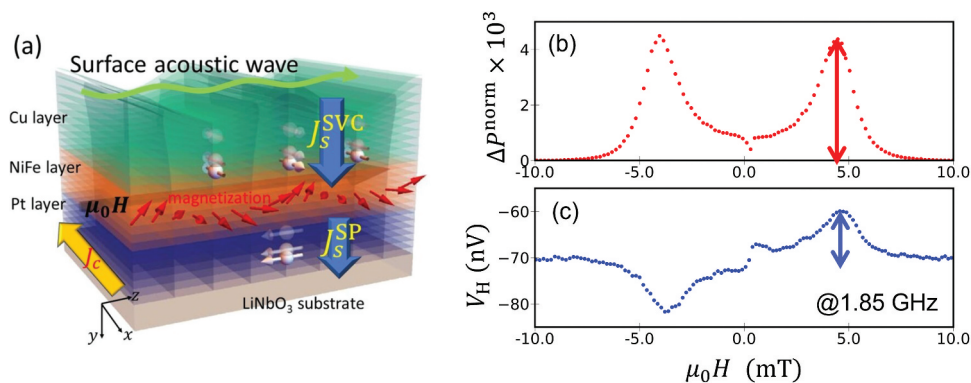 (a)
Surface acoustic wave
Cu layer
J_S^SVC
NiFe layer
magnetization
Pt layer
μ₀H
J_S^SP
J_c
LiNbO₃ substrate
z
y
x
(b)
ΔP^norm × 10³
4
2
0
-10.0 -5.0 0.0 5.0 10.0
(c)
V_H (nV)
−60
−70
−80
@1.85 GHz
-10.0 -5.0 0.0 5.0 10.0
μ₀H (mT)